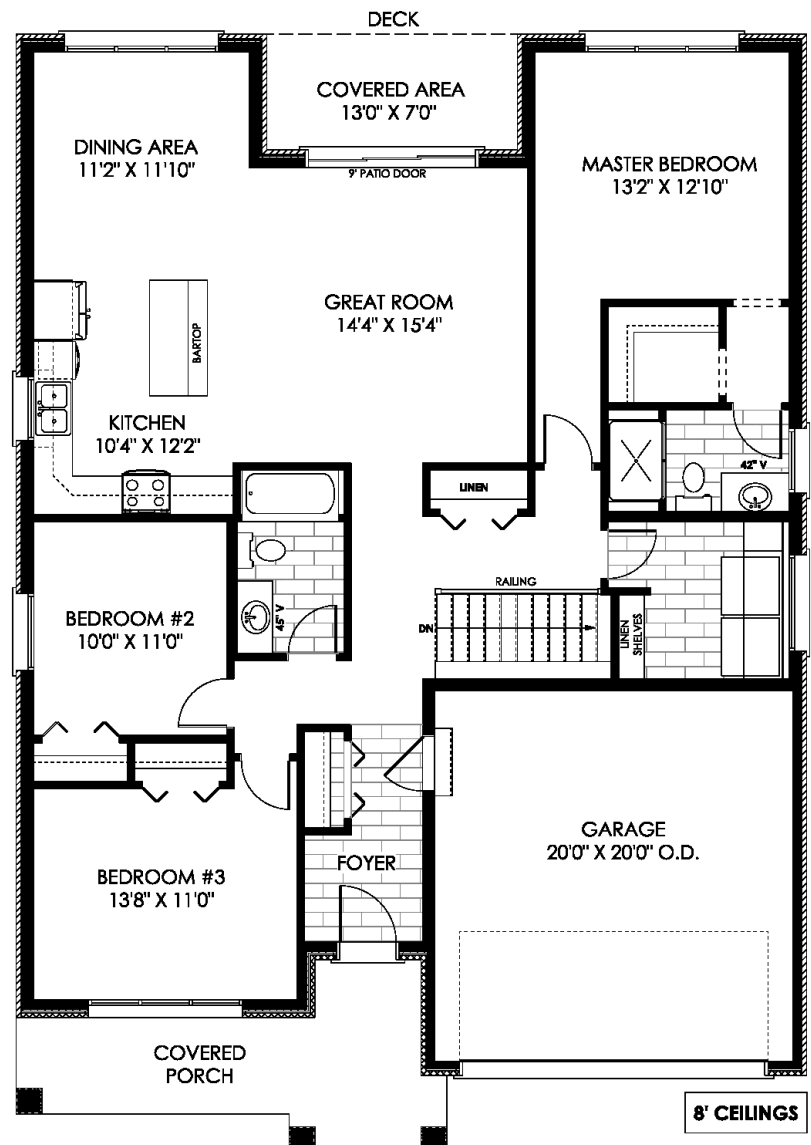 DECK
COVERED AREA
13'0" X 7'0"
9' PATIO DOOR
DINING AREA
11'2" X 11'10"
MASTER BEDROOM
13'2" X 12'10"
GREAT ROOM
14'4" X 15'4"
BARTOP
KITCHEN
10'4" X 12'2"
42" V
LINEN
RAILING
BEDROOM #2
10'0" X 11'0"
45" V
DN
LINEN
SHELVES
GARAGE
20'0" X 20'0" O.D.
FOYER
BEDROOM #3
13'8" X 11'0"
COVERED
PORCH
8' CEILINGS